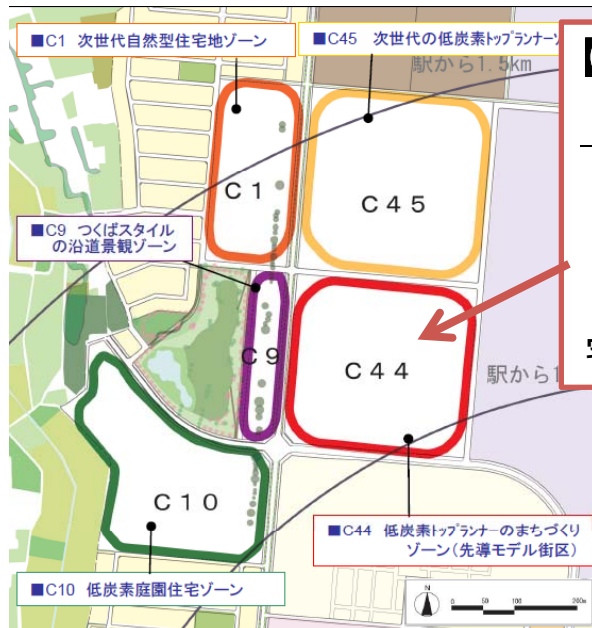 ■C1 次世代自然型住宅地ゾーン
■C45 次世代の低炭素トップランナー
駅から1.5km
C1
C45
■C9 つくばスタイル
の沿道景観ゾーン
C9
C44
駅から1
C10
■C44 低炭素トップランナーのまちづくり
ゾーン(先導モデル街区)
■C10 低炭素庭園住宅ゾーン
N
0 50 100 200m